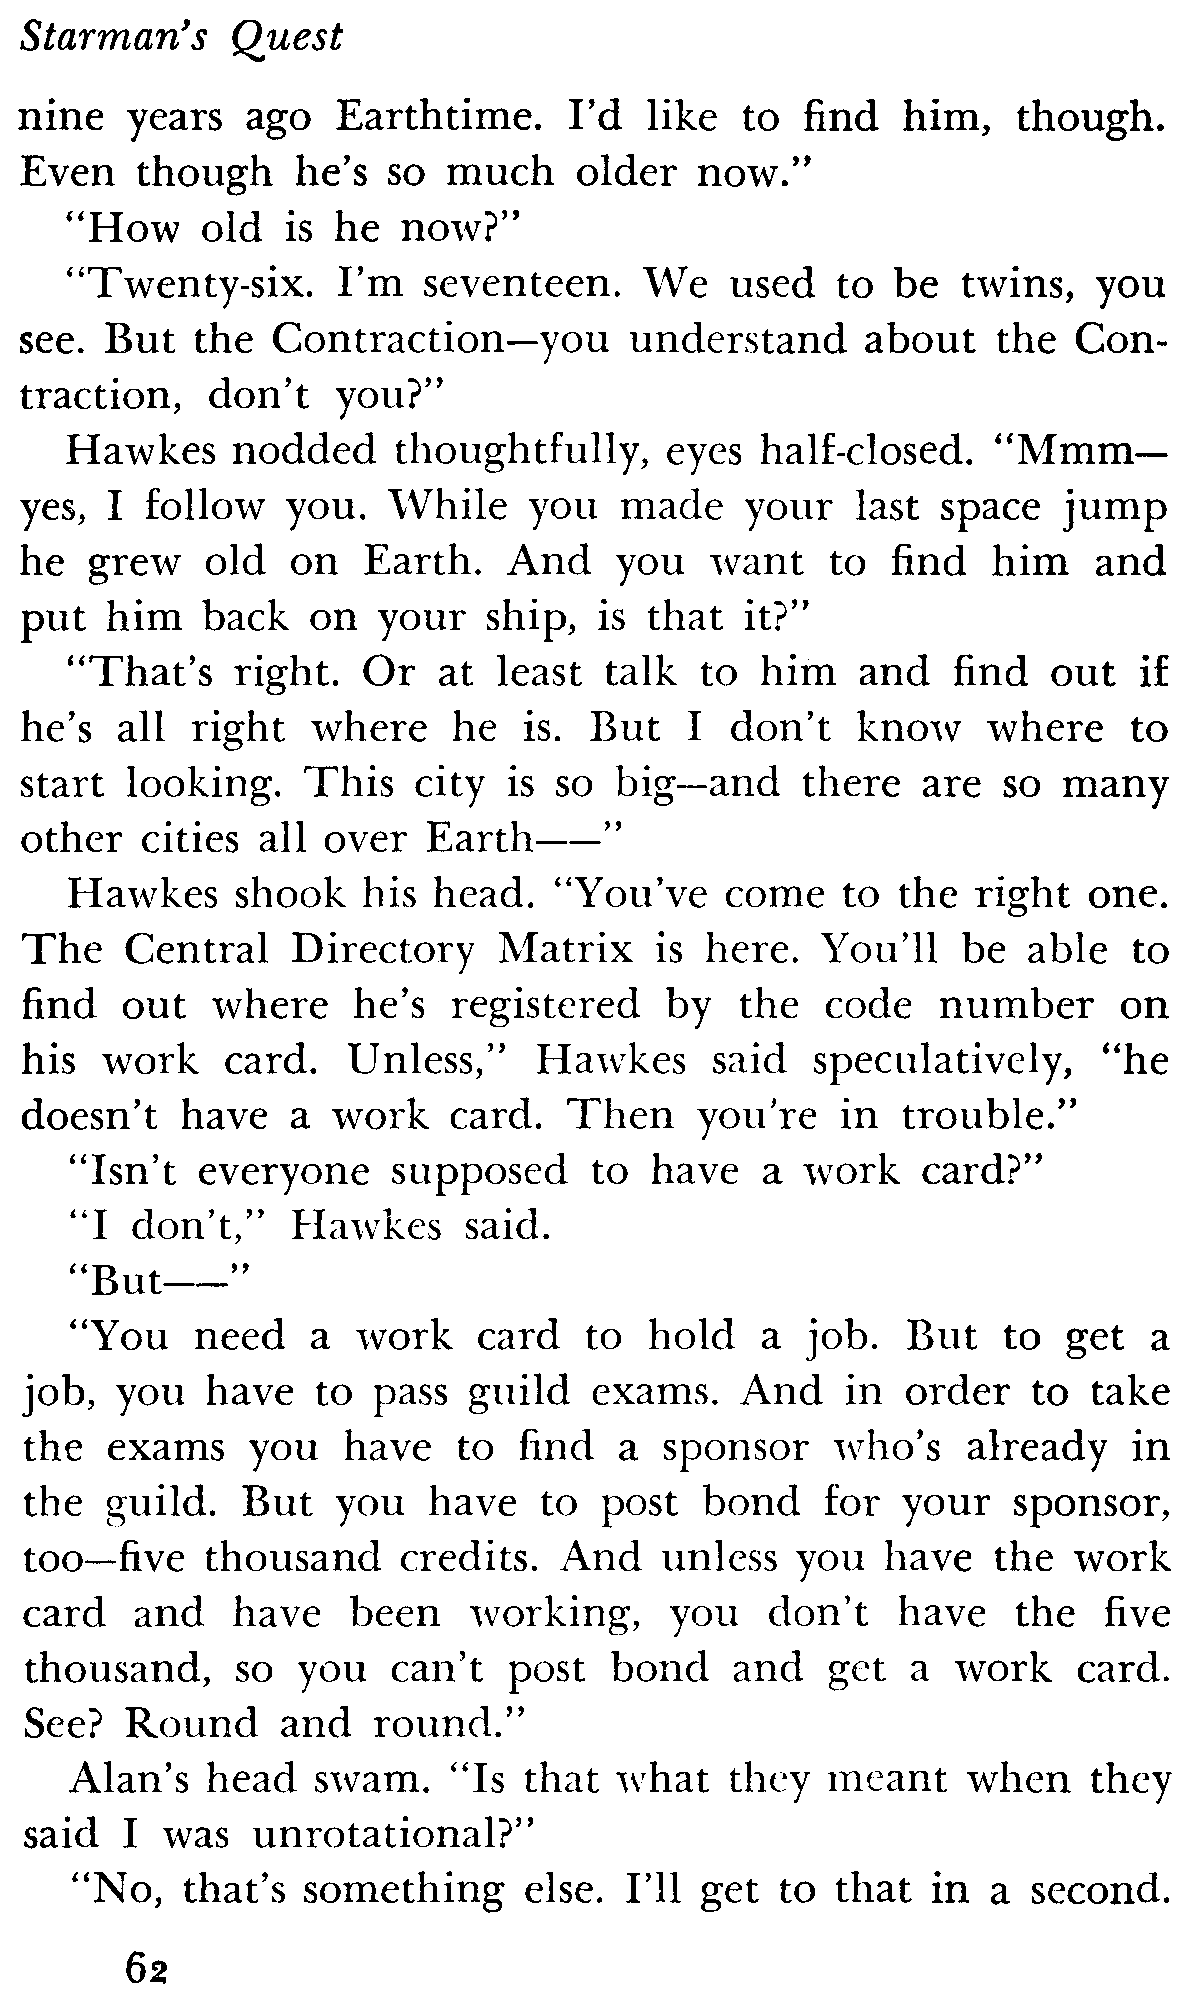 Starman's Quest
nine years ago Earthtime. I'd like to find him, though.
Even though he's so much older now."
"How old is he now?"
"Twenty-six. I'm seventeen. We used to be twins, you
see. But the Contraction—you understand about the Con-
traction, don't you?"
Hawkes nodded thoughtfully, eyes half-closed. "Mmm—
yes, I follow you. While you made your last space jump
he grew old on Earth. And you want to find him and
put him back on your ship, is that it?"
"That's right. Or at least talk to him and find out if
he's all right where he is. But I don't know where to
start looking. This city is so big—and there are so many
other cities all over Earth——"
Hawkes shook his head. "You've come to the right one.
The Central Directory Matrix is here. You'll be able to
find out where he's registered by the code number on
his work card. Unless," Hawkes said speculatively, "he
doesn't have a work card. Then you're in trouble."
"Isn't everyone supposed to have a work card?"
"I don't," Hawkes said.
"But——"
"You need a work card to hold a job. But to get a
job, you have to pass guild exams. And in order to take
the exams you have to find a sponsor who's already in
the guild. But you have to post bond for your sponsor,
too—five thousand credits. And unless you have the work
card and have been working, you don't have the five
thousand, so you can't post bond and get a work card.
See? Round and round."
Alan's head swam. "Is that what they meant when they
said I was unrotational?"
"No, that's something else. I'll get to that in a second.
62